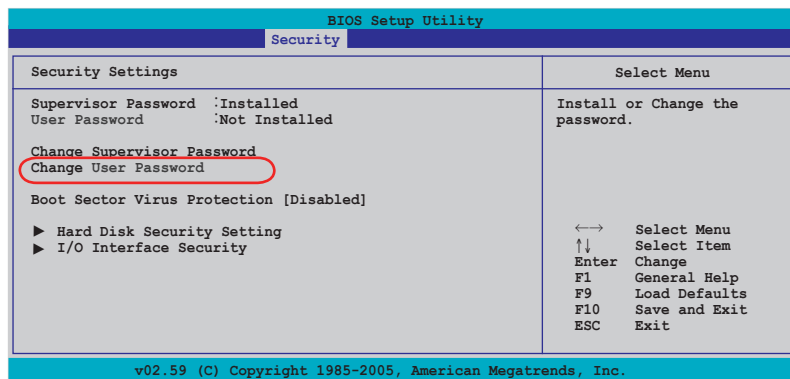 BIOS Setup Utility
Security
Security Settings
Supervisor Password :Installed
User Password :Not Installed
Change Supervisor Password
Change User Password
Boot Sector Virus Protection [Disabled]
▶ Hard Disk Security Setting
▶ I/O Interface Security
Select Menu
Install or Change the
password.
←→ Select Menu
↑↓ Select Item
Enter Change
F1 General Help
F9 Load Defaults
F10 Save and Exit
ESC Exit
v02.59 (C) Copyright 1985-2005, American Megatrends, Inc.